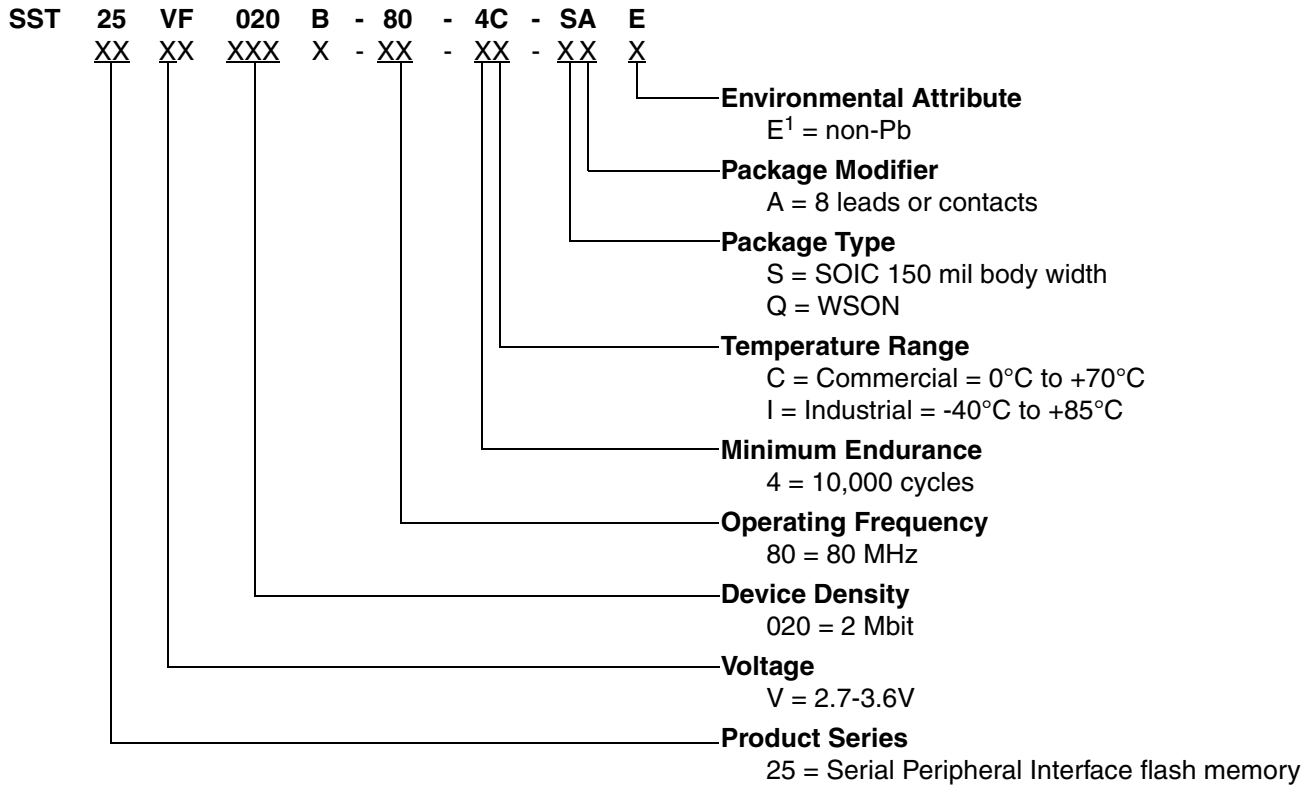 SST 25 VF 020 B - 80 - 4C - SA E
XX XX XXX X - XX - XX - X X X
Environmental Attribute
E1 = non-Pb
Package Modifier
A = 8 leads or contacts
Package Type
S = SOIC 150 mil body width
Q = WSON
Temperature Range
C = Commercial = 0°C to +70°C
I = Industrial = -40°C to +85°C
Minimum Endurance
4 = 10,000 cycles
Operating Frequency
80 = 80 MHz
Device Density
020 = 2 Mbit
Voltage
V = 2.7-3.6V
Product Series
25 = Serial Peripheral Interface flash memory